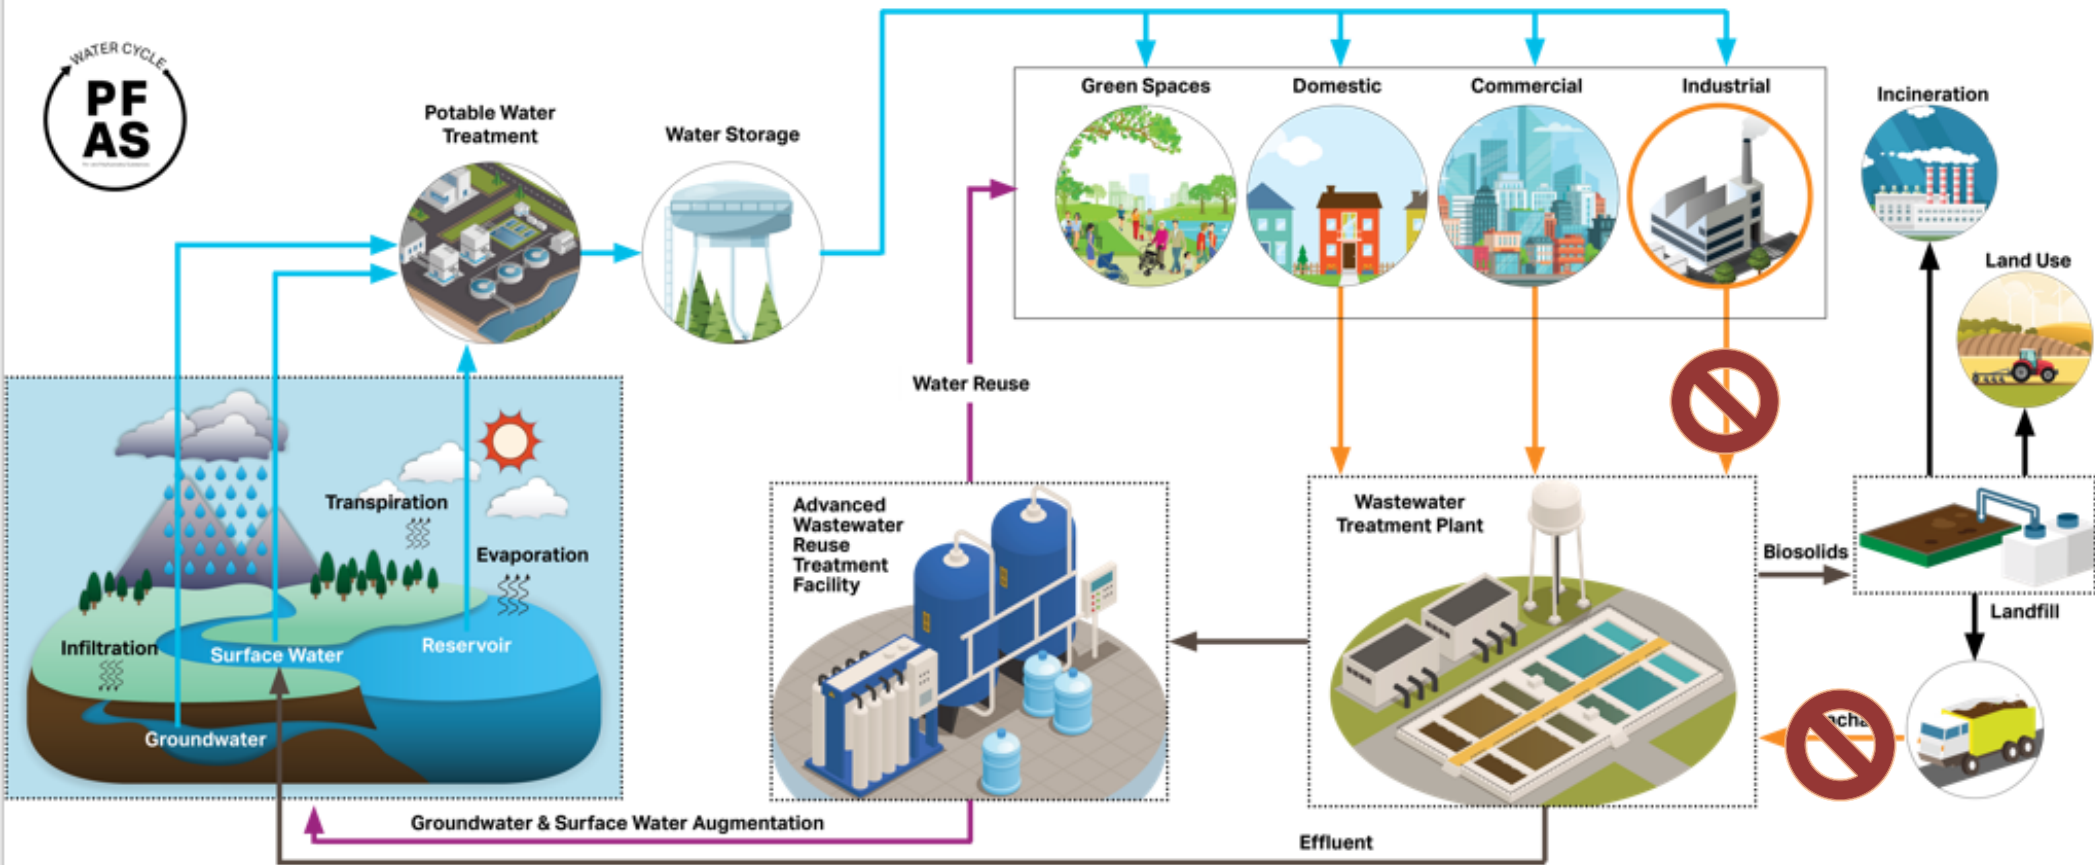 WATER CYCLE
PF
AS
Potable Water
Treatment
Water Storage
Green Spaces
Domestic
Commercial
Industrial
Incineration
Land Use
Water Reuse
Transpiration
Evaporation
Infiltration
Surface Water
Reservoir
Groundwater
Advanced
Wastewater
Reuse
Treatment
Facility
Wastewater
Treatment Plant
Biosolids
Landfill
Groundwater & Surface Water Augmentation
Effluent